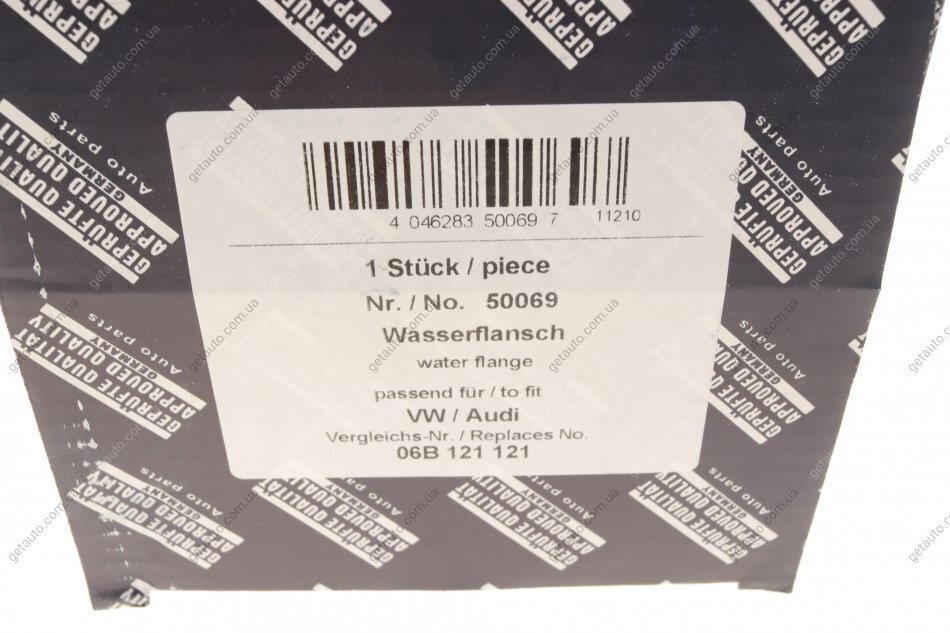 4 046283 50069 7 11210
1 Stück / piece
Nr. / No. 50069
Wasserflansch
water flange
passend für / to fit
VW / Audi
Vergleichs-Nr. / Replaces No.
06B 121 121
GEPRÜFTE QUALITÄT
APPROVED QUALITY
GERMANY
Auto parts
getauto.com.ua